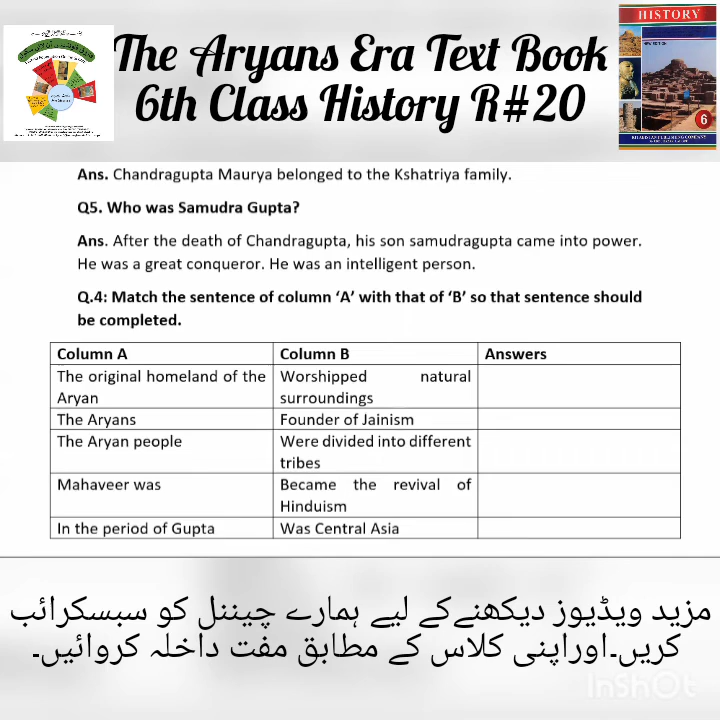 The Aryans Era Text Book
6th Class History R#20
HISTORY
6
Ans. Chandragupta Maurya belonged to the Kshatriya family.
Q5. Who was Samudra Gupta?
Ans. After the death of Chandragupta, his son samudragupta came into power.
He was a great conqueror. He was an intelligent person.
Q.4: Match the sentence of column ‘A’ with that of ‘B’ so that sentence should
be completed.
Column A Column B Answers
The original homeland of the Worshipped natural
Aryan surroundings
The Aryans Founder of Jainism
The Aryan people Were divided into different
tribes
Mahaveer was Became the revival of
Hinduism
In the period of Gupta Was Central Asia
مزید ویڈیوز دیکھنےکے لیے ہمارے چیننل کو سبسکرائب
کریں۔اوراپنی کلاس کے مطابق مفت داخلہ کروائیں۔
InShOt